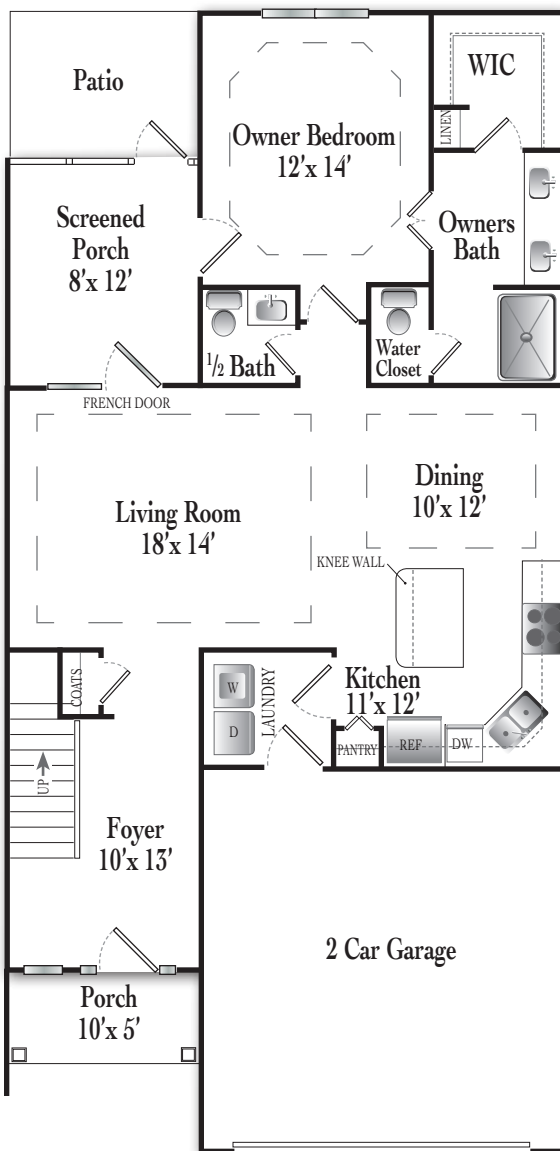 Patio
WIC
LINEN
Owner Bedroom
12'x 14'
Screened
Porch
8'x 12'
Owners
Bath
1/2 Bath
Water
Closet
FRENCH DOOR
Living Room
18'x 14'
Dining
10'x 12'
KNEE WALL
COATS
W
D
LAUNDRY
Kitchen
11'x 12'
PANTRY
REF
DW
UP
Foyer
10'x 13'
2 Car Garage
Porch
10'x 5'